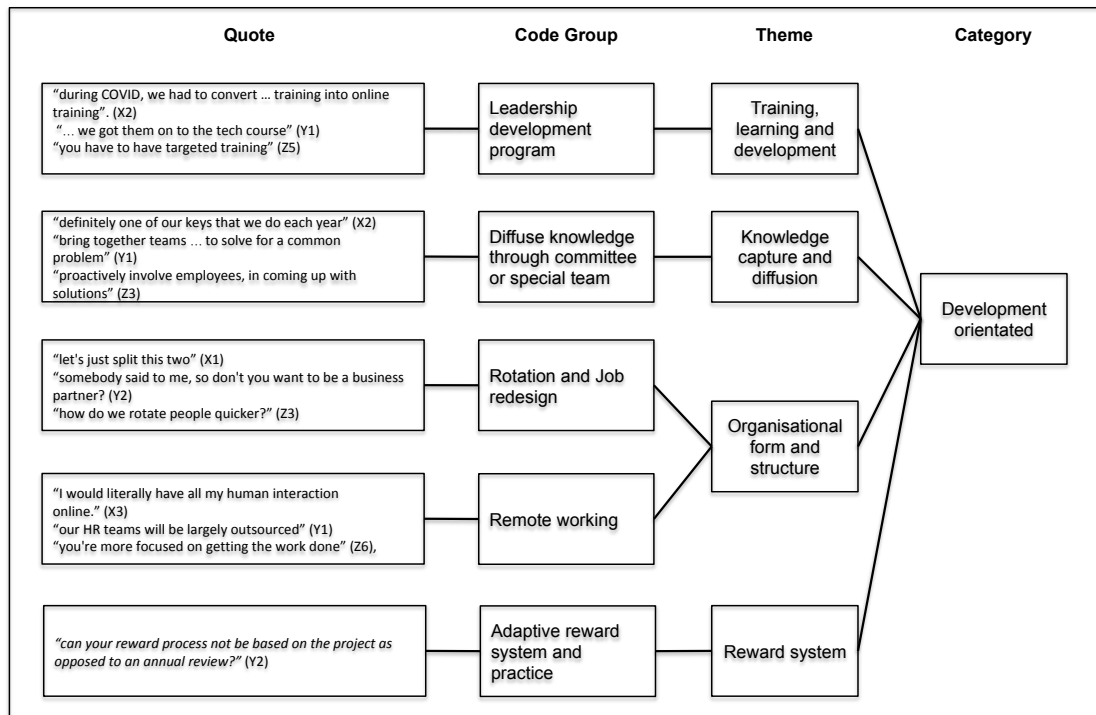 Quote
Code Group
Theme
Category
“during COVID, we had to convert … training into online
training”. (X2)
“… we got them on to the tech course” (Y1)
“you have to have targeted training” (Z5)
Leadership
development
program
Training,
learning and
development
“definitely one of our keys that we do each year” (X2)
“bring together teams … to solve for a common
problem” (Y1)
“proactively involve employees, in coming up with
solutions” (Z3)
Diffuse knowledge
through committee
or special team
Knowledge
capture and
diffusion
Development
orientated
“let's just split this two” (X1)
“somebody said to me, so don't you want to be a business
partner? (Y2)
“how do we rotate people quicker?” (Z3)
Rotation and Job
redesign
Organisational
form and
structure
“I would literally have all my human interaction
online.” (X3)
“our HR teams will be largely outsourced” (Y1)
“you're more focused on getting the work done” (Z6),
Remote working
“can your reward process not be based on the project as
opposed to an annual review?” (Y2)
Adaptive reward
system and
practice
Reward system